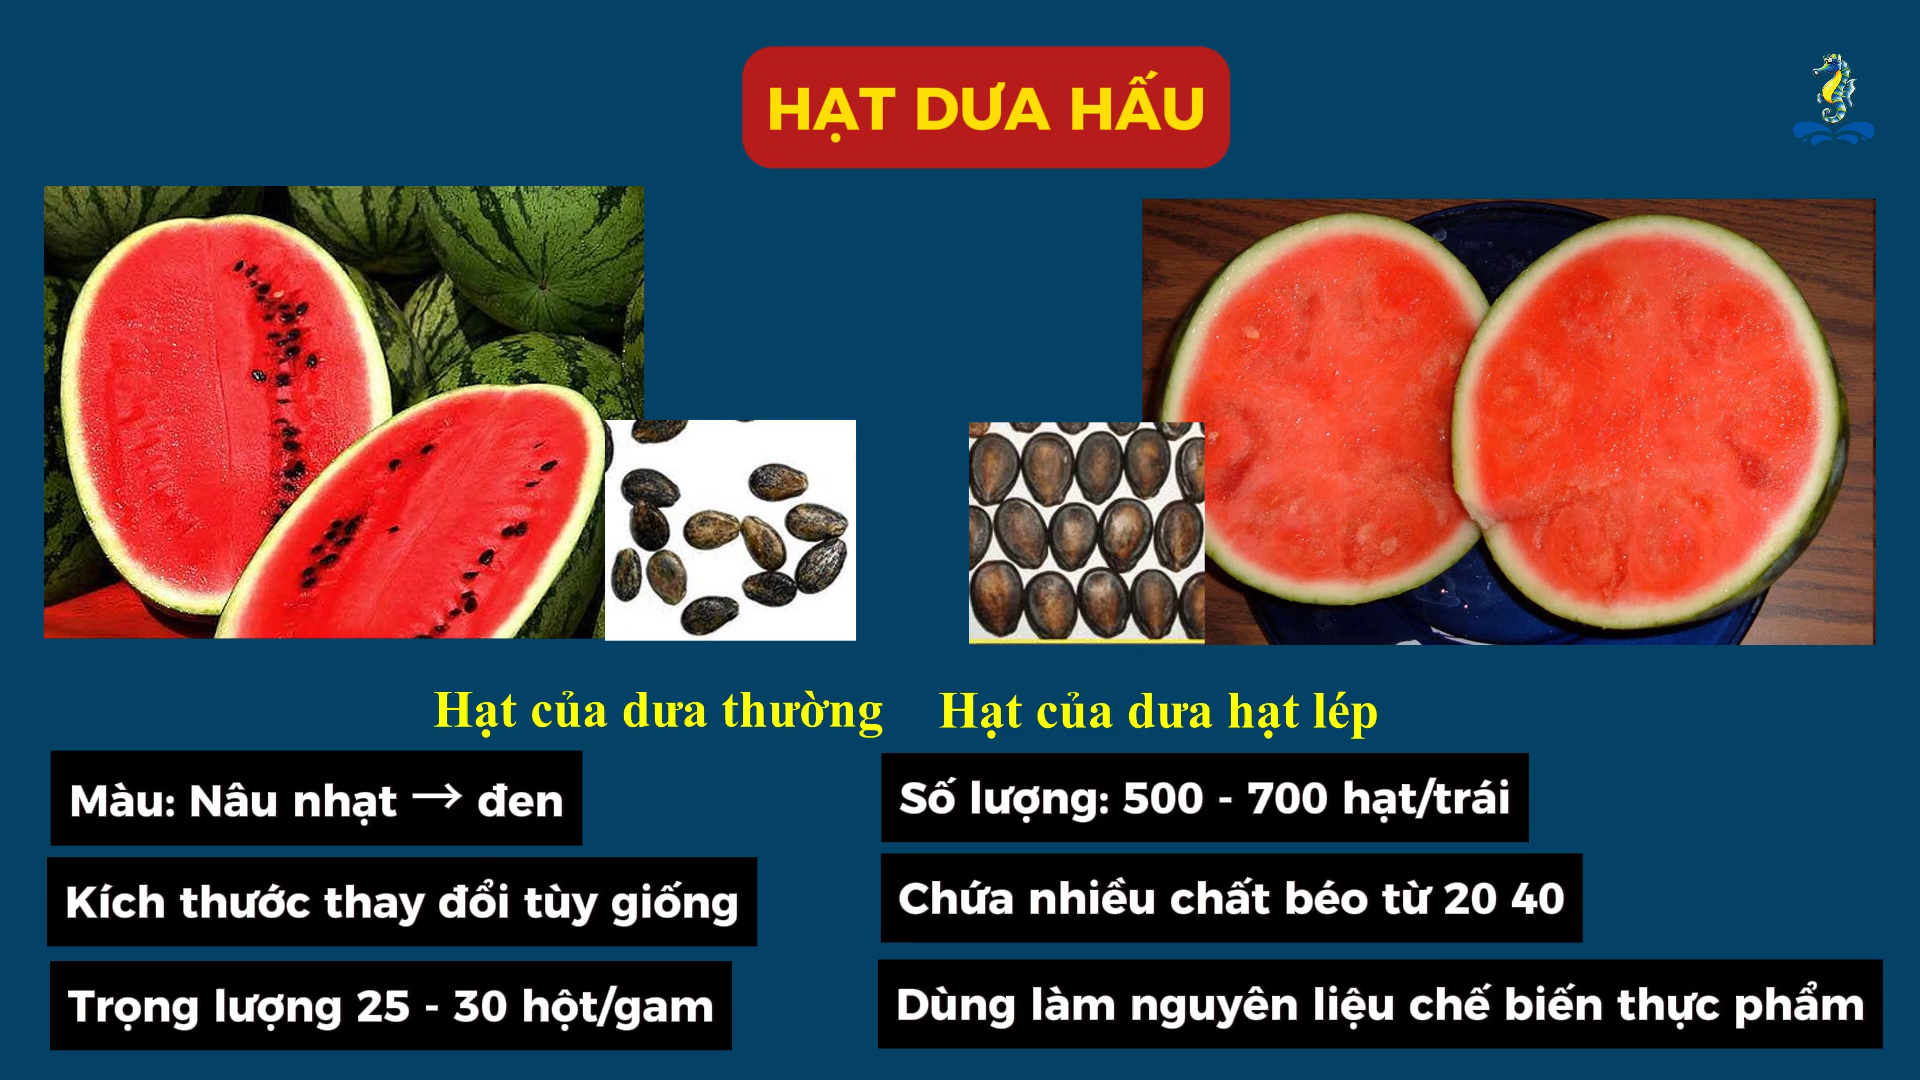 HẠT DƯA HẤU
Hạt của dưa thường
Hạt của dưa hạt lép
Màu: Nâu nhạt → đen
Kích thước thay đổi tùy giống
Trọng lượng 25 - 30 hột/gam
Số lượng: 500 - 700 hạt/trái
Chứa nhiều chất béo từ 20 40
Dùng làm nguyên liệu chế biến thực phẩm